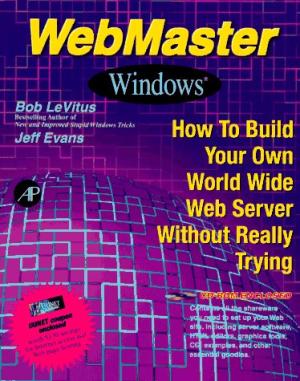 WebMaster
Windows®
Bob LeVitus
Bestselling Author of
New and Improved Stupid Windows Tricks
Jeff Evans
How To Build
Your Own
World Wide
Web Server
Without Really
Trying
AP
CD-ROM ENCLOSED
Contains all the shareware
you need to set up your Web
site, including server software,
HTML editors, graphics tools,
CGI examples, and other
essential goodies.
coupon
enclosed